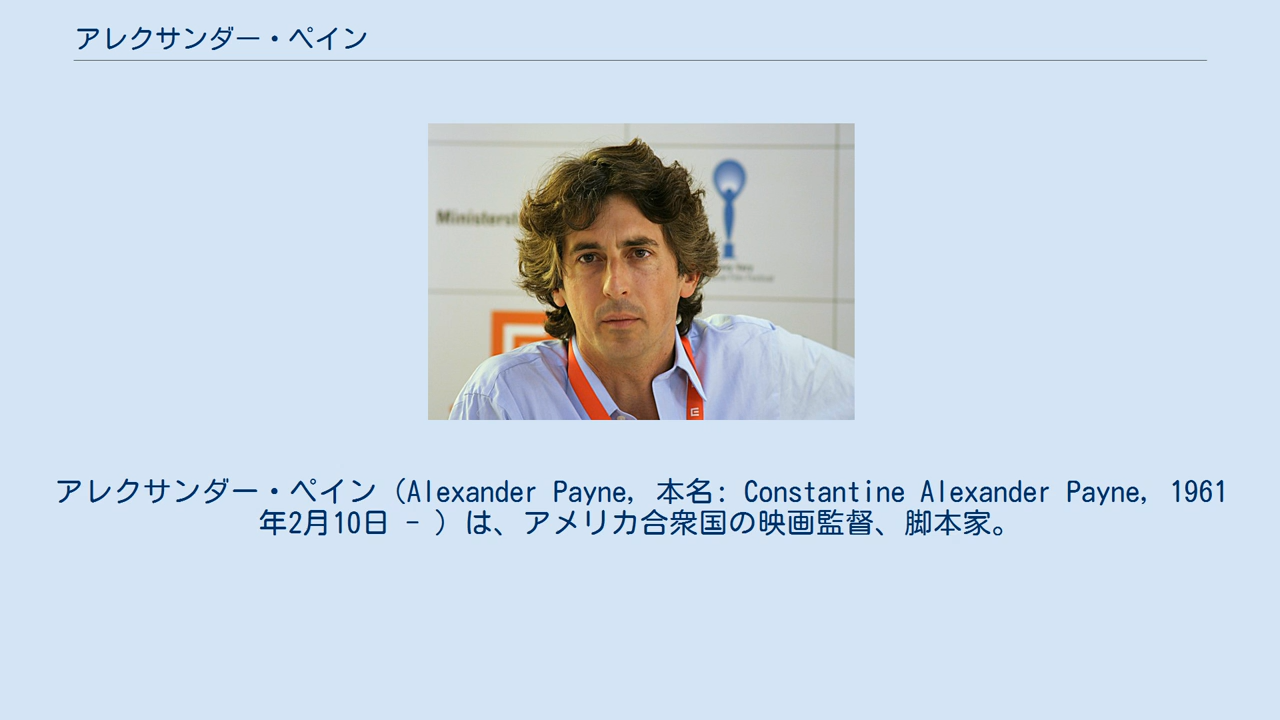 アレクサンダー・ペイン
Ministerst
アレクサンダー・ペイン（Alexander Payne, 本名: Constantine Alexander Payne, 1961
年2月10日 - ）は、アメリカ合衆国の映画監督、脚本家。